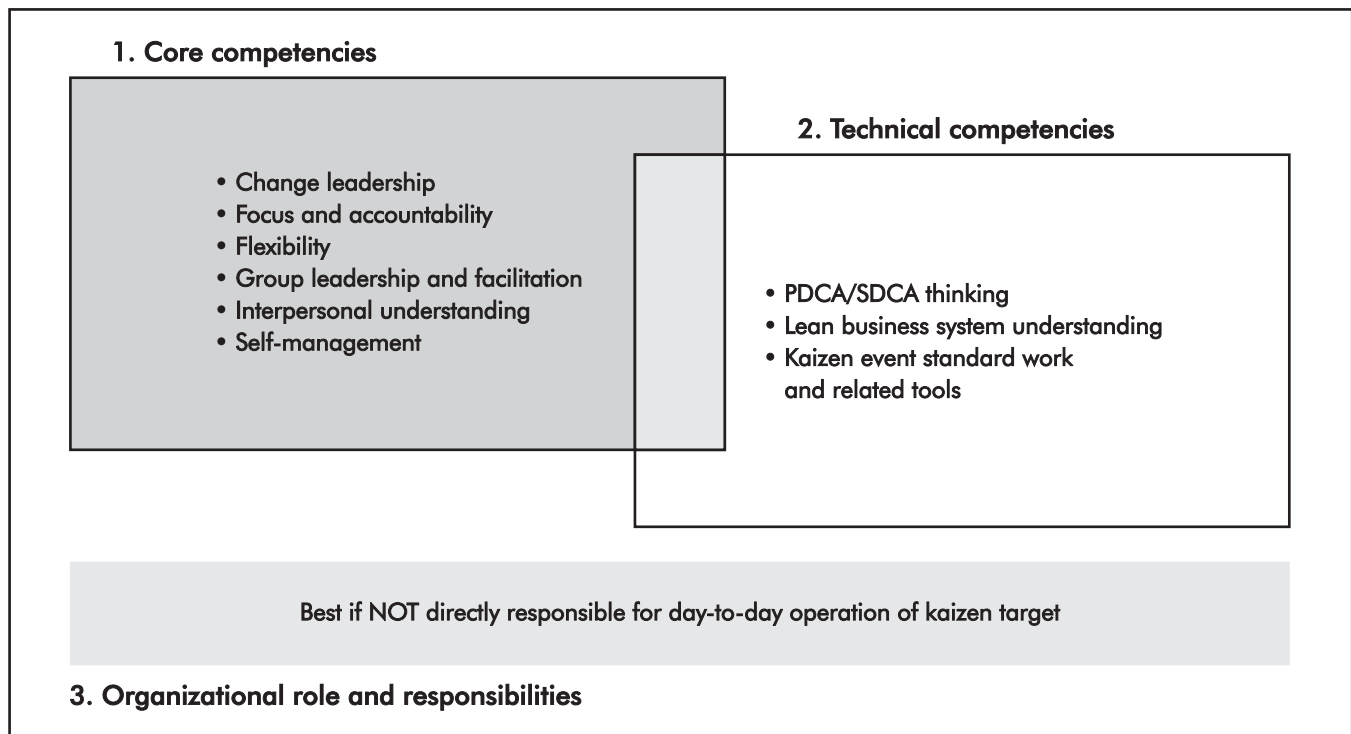 1. Core competencies
• Change leadership
• Focus and accountability
• Flexibility
• Group leadership and facilitation
• Interpersonal understanding
• Self-management
2. Technical competencies
• PDCA/SDCA thinking
• Lean business system understanding
• Kaizen event standard work
and related tools
Best if NOT directly responsible for day-to-day operation of kaizen target
3. Organizational role and responsibilities